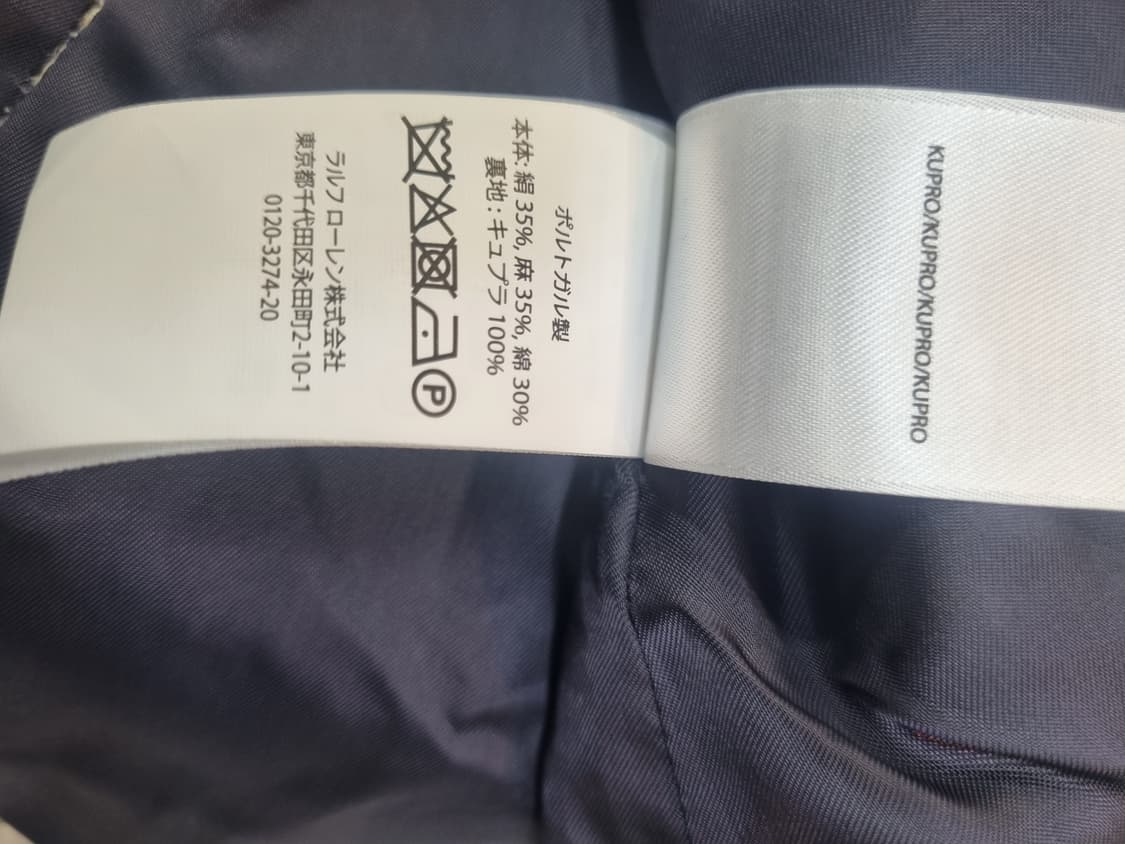 ポルトガル製
本体: 絹 35%, 麻 35%, 綿 30%
裏地 : キュプラ 100%
P
ラルフ ローレン株式会社
東京都千代田区永田町2-10-1
0120-3274-20
KUPRO/KUPRO/KUPRO/KUPRO